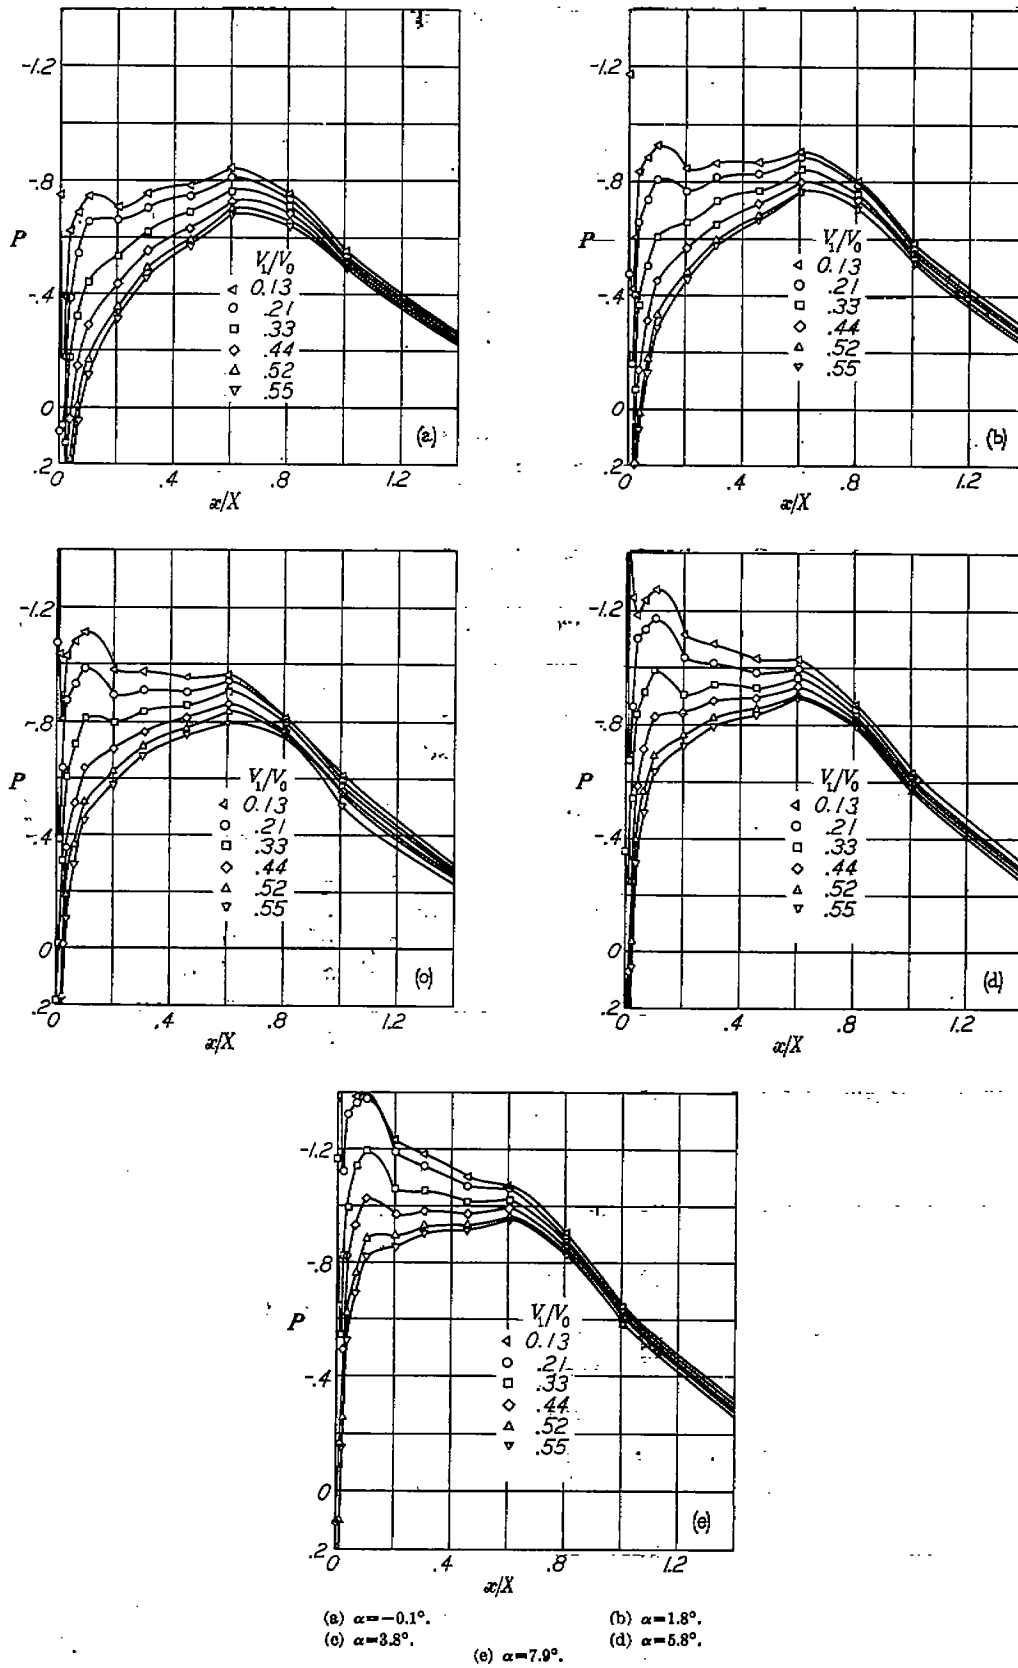 -1.2
-.8
P
-.4
0
.2
0 .4 .8 1.2
x/X
V₁/V₀
0.13
.21
.33
.44
.52
.55
(a)
-1.2
-.8
P
-.4
0
.2
0 .4 .8 1.2
x/X
V₁/V₀
0.13
.21
.33
.44
.52
.55
(b)
-1.2
-.8
P
-.4
0
.2
0 .4 .8 1.2
x/X
V₁/V₀
0.13
.21
.33
.44
.52
.55
(c)
-1.2
-.8
P
-.4
0
.2
0 .4 .8 1.2
x/X
V₁/V₀
0.13
.21
.33
.44
.52
.55
(d)
-1.2
-.8
P
-.4
0
.2
0 .4 .8 1.2
x/X
V₁/V₀
0.13
.21
.33
.44
.52
.55
(e)
(a) α=−0.1°. (b) α=1.8°.
(c) α=3.8°. (d) α=5.8°.
(e) α=7.9°.